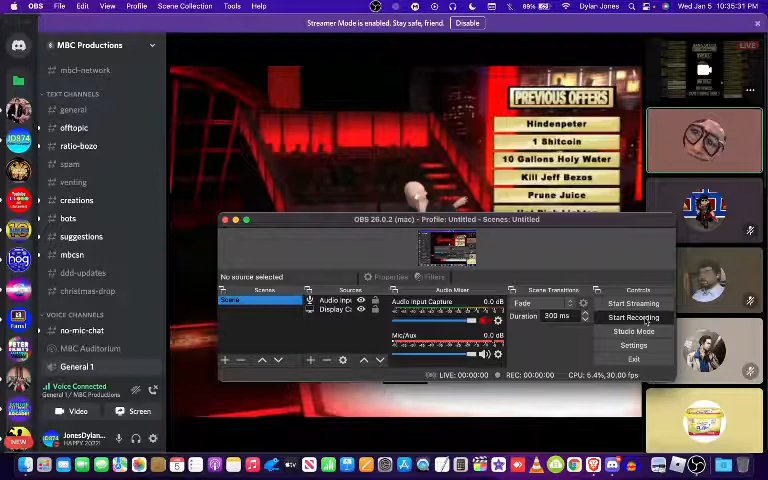 OBS File Edit View Profile Scene Collection Tools Help 89% Dylan Jones Wed Jan 5 10:35:31 PM
Streamer Mode is enabled. Stay safe, friend. Disable
MBC Productions
mbcl-network
TEXT CHANNELS
general
offtopic
ratio-bozo
spam
venting
creations
bots
suggestions
mbcsn
ddd-updates
christmas-drop
VOICE CHANNELS
no-mic-chat
MBC Auditorium
General 1
Voice Connected
General 1 / MBC Productions
Video Screen
JonesDylan...
HAPPY 2022!
NEW
LIVE
PREVIOUS OFFERS
Hindenpeter
1 Shitcoin
10 Gallons Holy Water
Kill Jeff Bezos
Prune Juice
OBS 26.0.2 (mac) - Profile: Untitled - Scenes: Untitled
No source selected Properties Filters
Scenes Sources Audio Mixer Scene Transitions Controls
Scene
Audio Inp
Display C
Audio Input Capture 0.0 dB
Mic/Aux 0.0 dB
Fade
Duration 300 ms
Start Streaming
Start Recording
Studio Mode
Settings
Exit
LIVE: 00:00:00 REC: 00:00:00 CPU: 5.4%, 30.00 fps